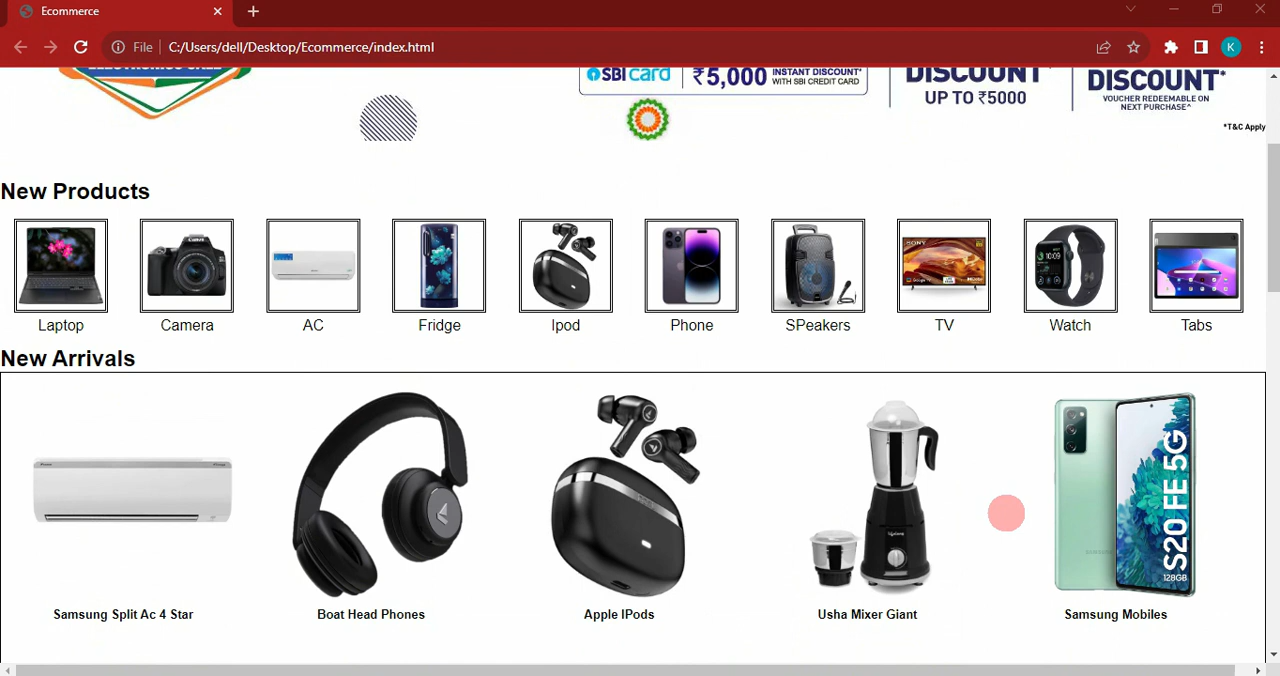 Ecommerce
File
C:/Users/dell/Desktop/Ecommerce/index.html
K
SBI card
₹5,000 INSTANT DISCOUNT*
WITH SBI CREDIT CARD
DISCOUNT*
UP TO ₹5000
DISCOUNT*
VOUCHER REDEEMABLE ON
NEXT PURCHASE^
*T&C Apply
New Products
Canon
SONY
Laptop
Camera
AC
Fridge
Ipod
Phone
SPeakers
TV
Watch
Tabs
New Arrivals
S20 FE 5G
128GB
Samsung Split Ac 4 Star
Boat Head Phones
Apple IPods
Usha Mixer Giant
Samsung Mobiles